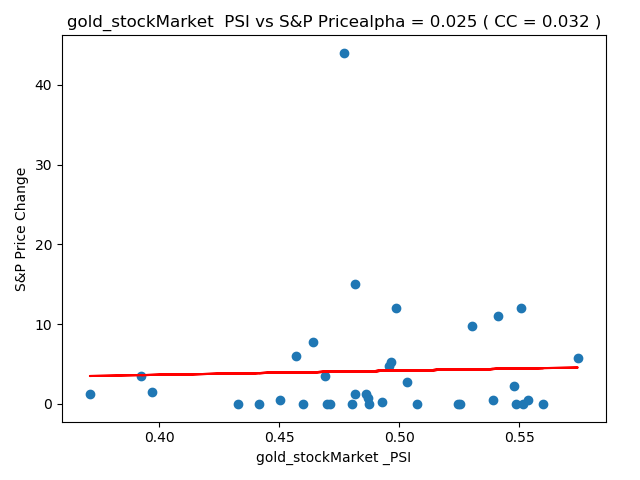 gold_stockMarket  PSI vs S&P Pricealpha = 0.025 ( CC = 0.032 )
40
30
20
10
0
S&P Price Change
0.40 0.45 0.50 0.55
gold_stockMarket _PSI